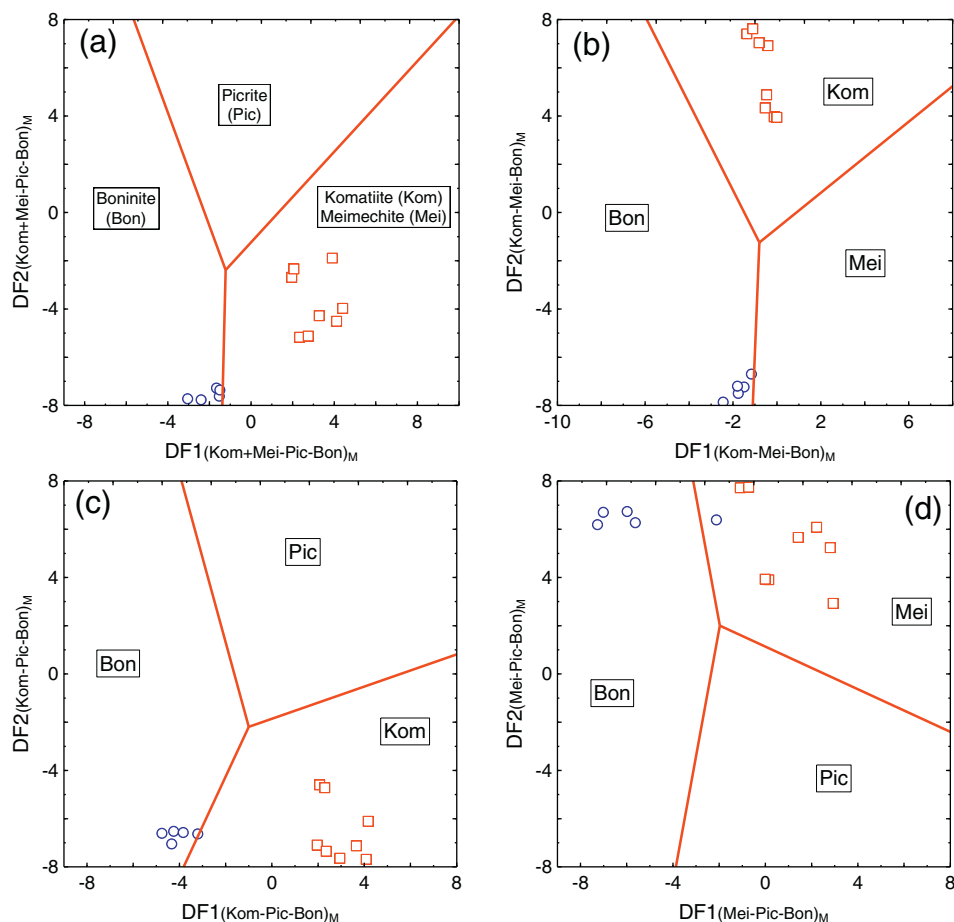 (a)
8
4
0
-4
-8
DF2(Kom+Mei-Pic-Bon)M
Picrite
(Pic)
Boninite
(Bon)
Komatiite (Kom)
Meimechite (Mei)
-8 -4 0 4 8
DF1(Kom+Mei-Pic-Bon)M
(b)
8
4
0
-4
-8
DF2(Kom-Mei-Bon)M
Kom
Bon
Mei
-10 -6 -2 2 6
DF1(Kom-Mei-Bon)M
(c)
8
4
0
-4
-8
DF2(Kom-Pic-Bon)M
Pic
Bon
Kom
-8 -4 0 4 8
DF1(Kom-Pic-Bon)M
(d)
8
4
0
-4
-8
DF2(Mei-Pic-Bon)M
Mei
Bon
Pic
-8 -4 0 4 8
DF1(Mei-Pic-Bon)M